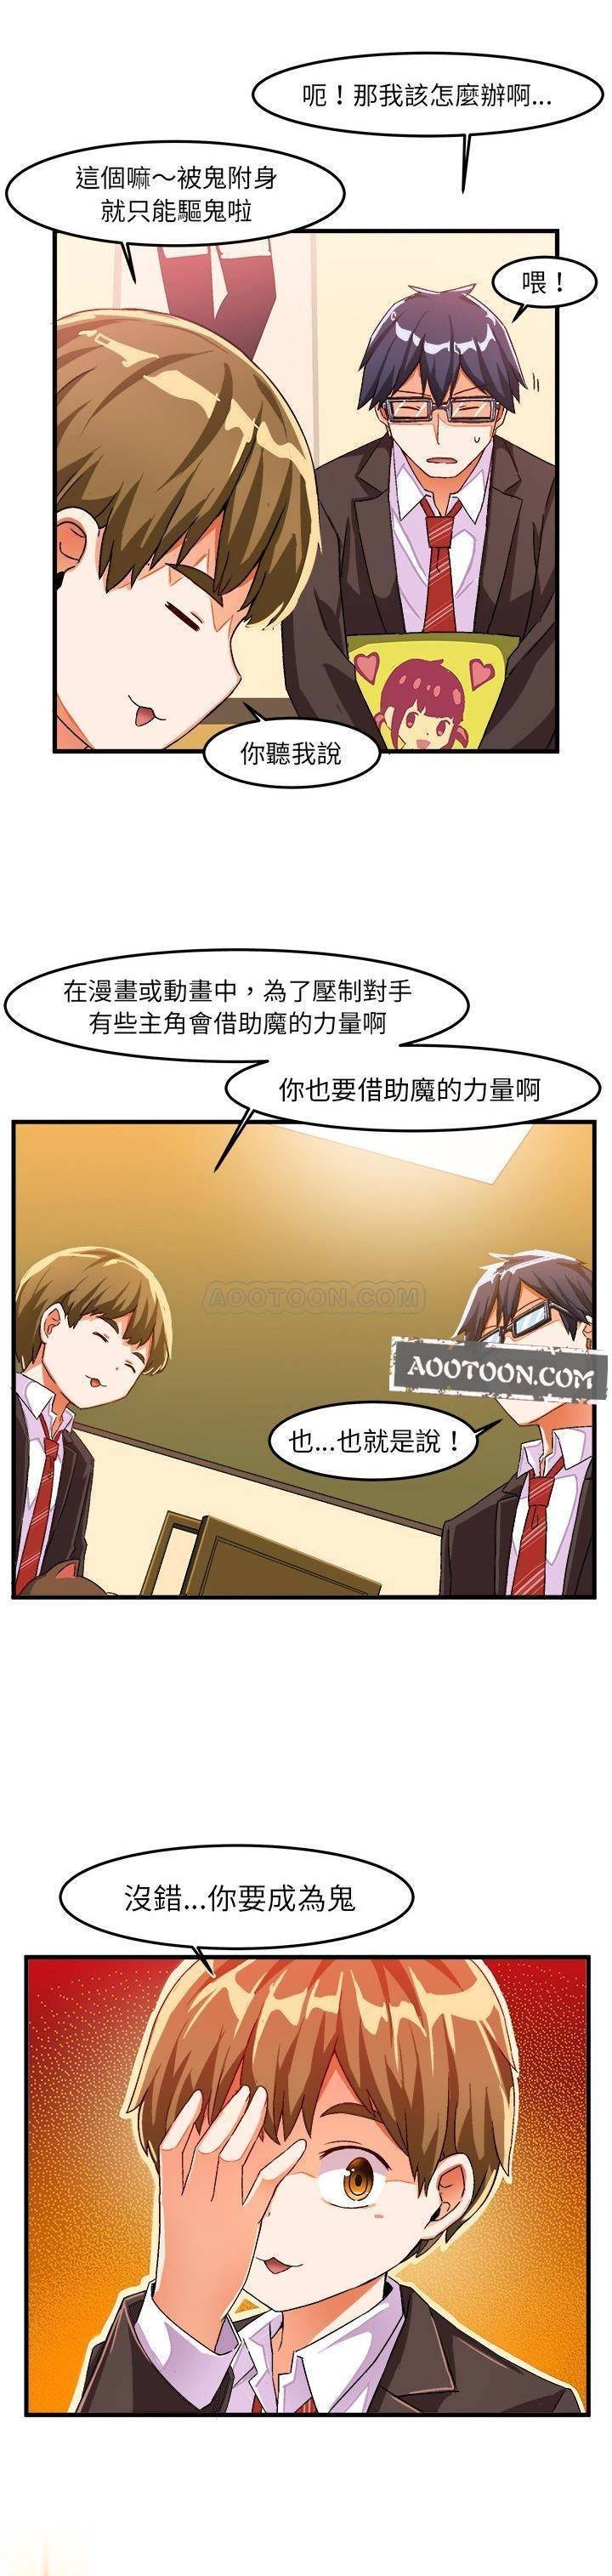 呃！那我該怎麼辦啊...
這個嘛～被鬼附身
就只能驅鬼啦
喂！
你聽我說
在漫畫或動畫中，為了壓制對手
有些主角會借助魔的力量啊
你也要借助魔的力量啊
AOOTOON.COM
AOOTOON.COM
也...也就是說！
沒錯...你要成為鬼